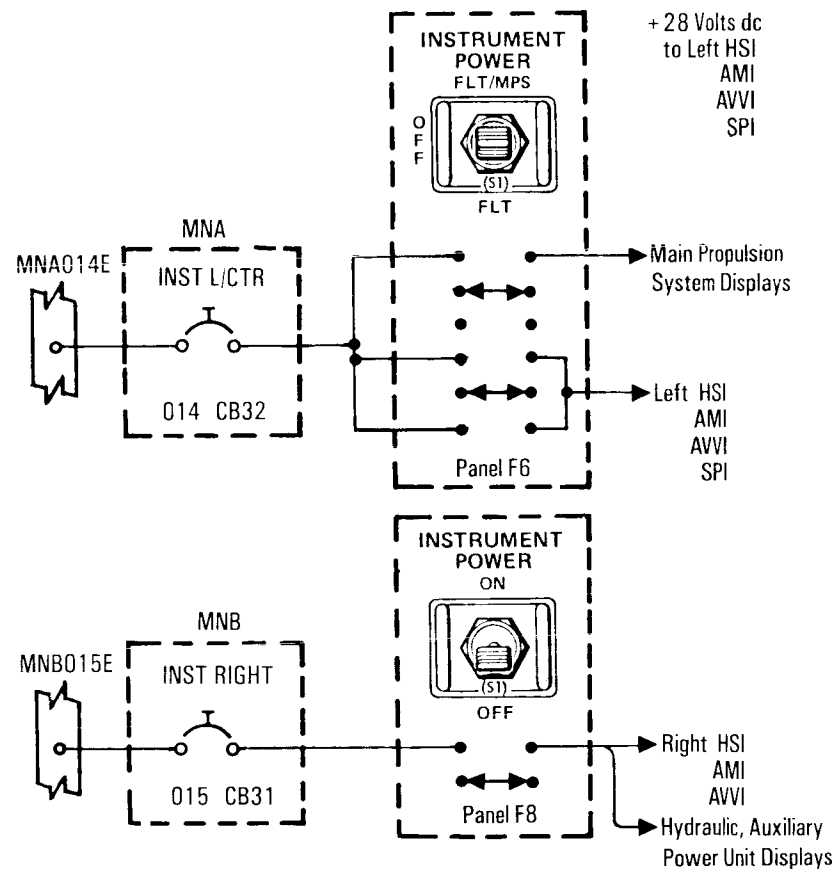 + 28 Volts dc
to Left HSI
AMI
AVVI
SPI
INSTRUMENT
POWER
FLT/MPS
OFF
(S1)
FLT
MNA
MNA014E
INST L/CTR
014 CB32
Main Propulsion
System Displays
Left HSI
AMI
AVVI
SPI
Panel F6
INSTRUMENT
POWER
ON
(S1)
OFF
MNB
MNB015E
INST RIGHT
015 CB31
Right HSI
AMI
AVVI
Panel F8
Hydraulic, Auxiliary
Power Unit Displays